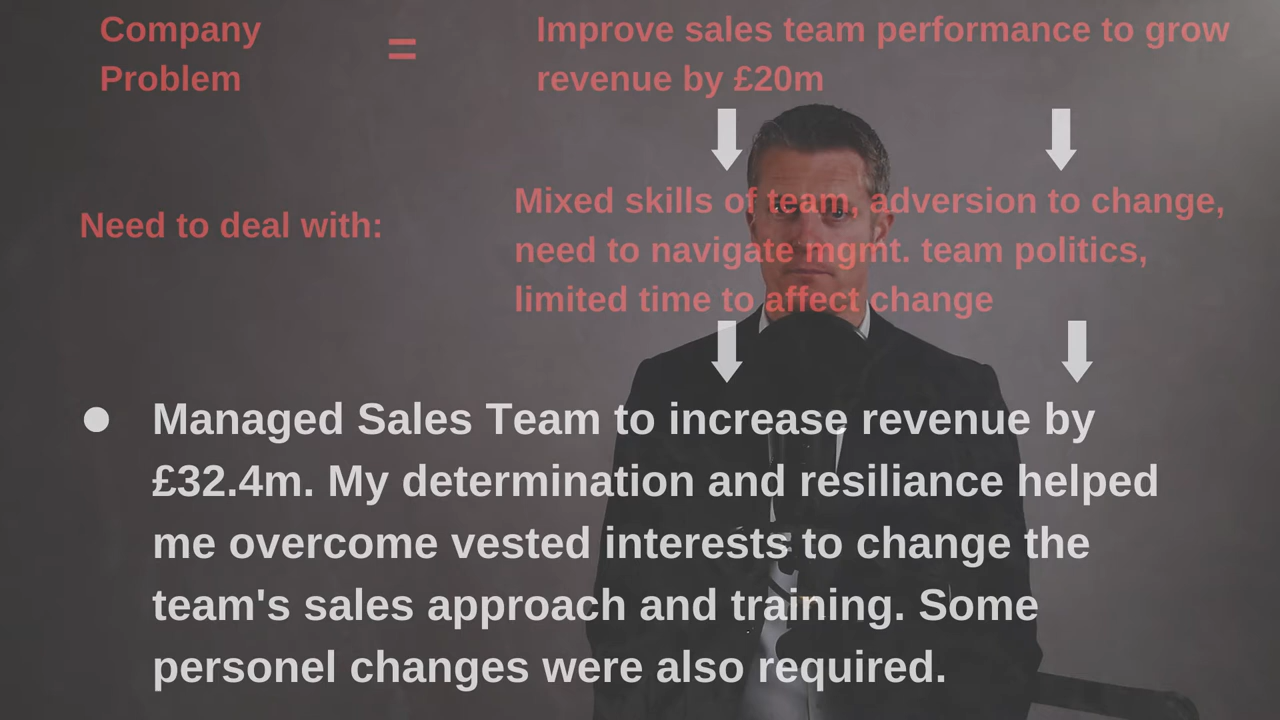 Company
Problem
=
Improve sales team performance to grow
revenue by £20m
Need to deal with:
Mixed skills of team, adversion to change,
need to navigate mgmt. team politics,
limited time to affect change
● Managed Sales Team to increase revenue by
£32.4m. My determination and resiliance helped
me overcome vested interests to change the
team's sales approach and training. Some
personel changes were also required.